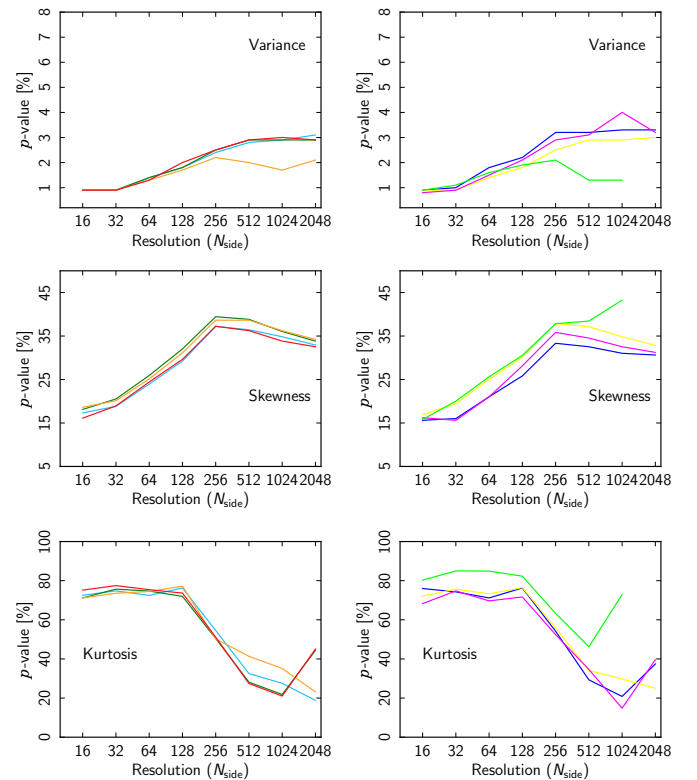 8
7
6
5
4
3
2
1
p-value [%]
Variance
16 32 64 128 256 512 1024 2048
Resolution (Nside)
8
7
6
5
4
3
2
1
p-value [%]
Variance
16 32 64 128 256 512 1024 2048
Resolution (Nside)
45
35
25
15
5
p-value [%]
Skewness
16 32 64 128 256 512 1024 2048
Resolution (Nside)
45
35
25
15
5
p-value [%]
Skewness
16 32 64 128 256 512 1024 2048
Resolution (Nside)
100
80
60
40
20
0
p-value [%]
Kurtosis
16 32 64 128 256 512 1024 2048
Resolution (Nside)
100
80
60
40
20
0
p-value [%]
Kurtosis
16 32 64 128 256 512 1024 2048
Resolution (Nside)